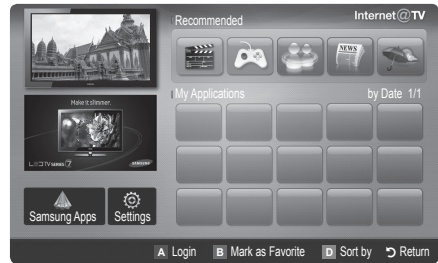 Recommended
Internet@TV
NEWS
My Applications
by Date 1/1
Make it slimmer.
LED TV SERIES 7
SAMSUNG
Samsung Apps
Settings
A Login
B Mark as Favorite
D Sort by
Return